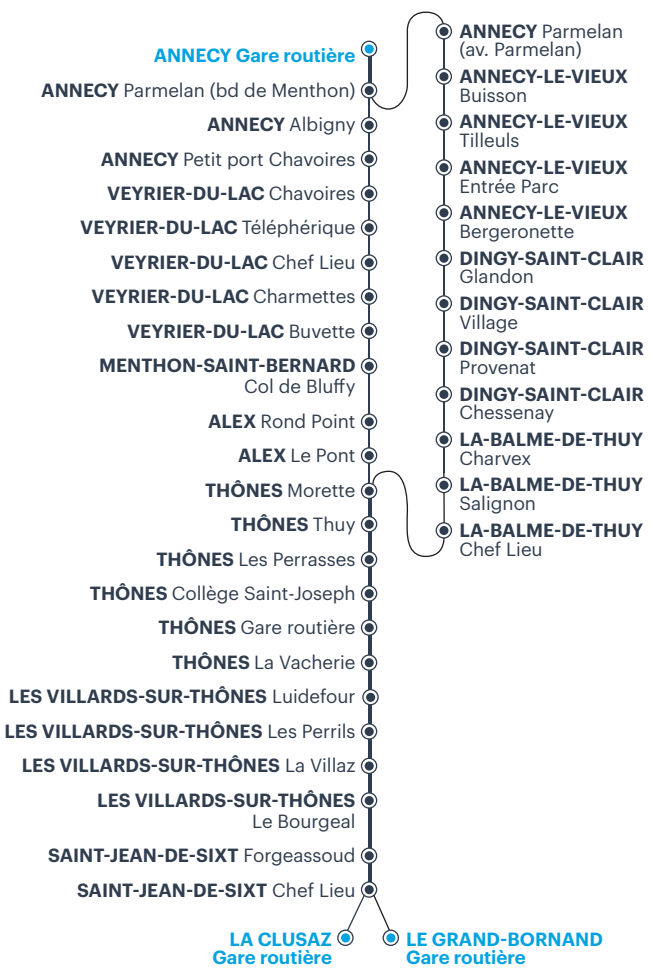 ANNECY Gare routière
ANNECY Parmelan (bd de Menthon)
ANNECY Albigny
ANNECY Petit port Chavoires
VEYRIER-DU-LAC Chavoires
VEYRIER-DU-LAC Téléphérique
VEYRIER-DU-LAC Chef Lieu
VEYRIER-DU-LAC Charmettes
VEYRIER-DU-LAC Buvette
MENTHON-SAINT-BERNARD
Col de Bluffy
ALEX Rond Point
ALEX Le Pont
THÔNES Morette
THÔNES Thuy
THÔNES Les Perrasses
THÔNES Collège Saint-Joseph
THÔNES Gare routière
THÔNES La Vacherie
LES VILLARDS-SUR-THÔNES Luidefour
LES VILLARDS-SUR-THÔNES Les Perrils
LES VILLARDS-SUR-THÔNES La Villaz
LES VILLARDS-SUR-THÔNES
Le Bourgeal
SAINT-JEAN-DE-SIXT Forgeassoud
SAINT-JEAN-DE-SIXT Chef Lieu
LA CLUSAZ
Gare routière
LE GRAND-BORNAND
Gare routière
ANNECY Parmelan
(av. Parmelan)
ANNECY-LE-VIEUX
Buisson
ANNECY-LE-VIEUX
Tilleuls
ANNECY-LE-VIEUX
Entrée Parc
ANNECY-LE-VIEUX
Bergeronette
DINGY-SAINT-CLAIR
Glandon
DINGY-SAINT-CLAIR
Village
DINGY-SAINT-CLAIR
Provenat
DINGY-SAINT-CLAIR
Chessenay
LA-BALME-DE-THUY
Charvex
LA-BALME-DE-THUY
Salignon
LA-BALME-DE-THUY
Chef Lieu